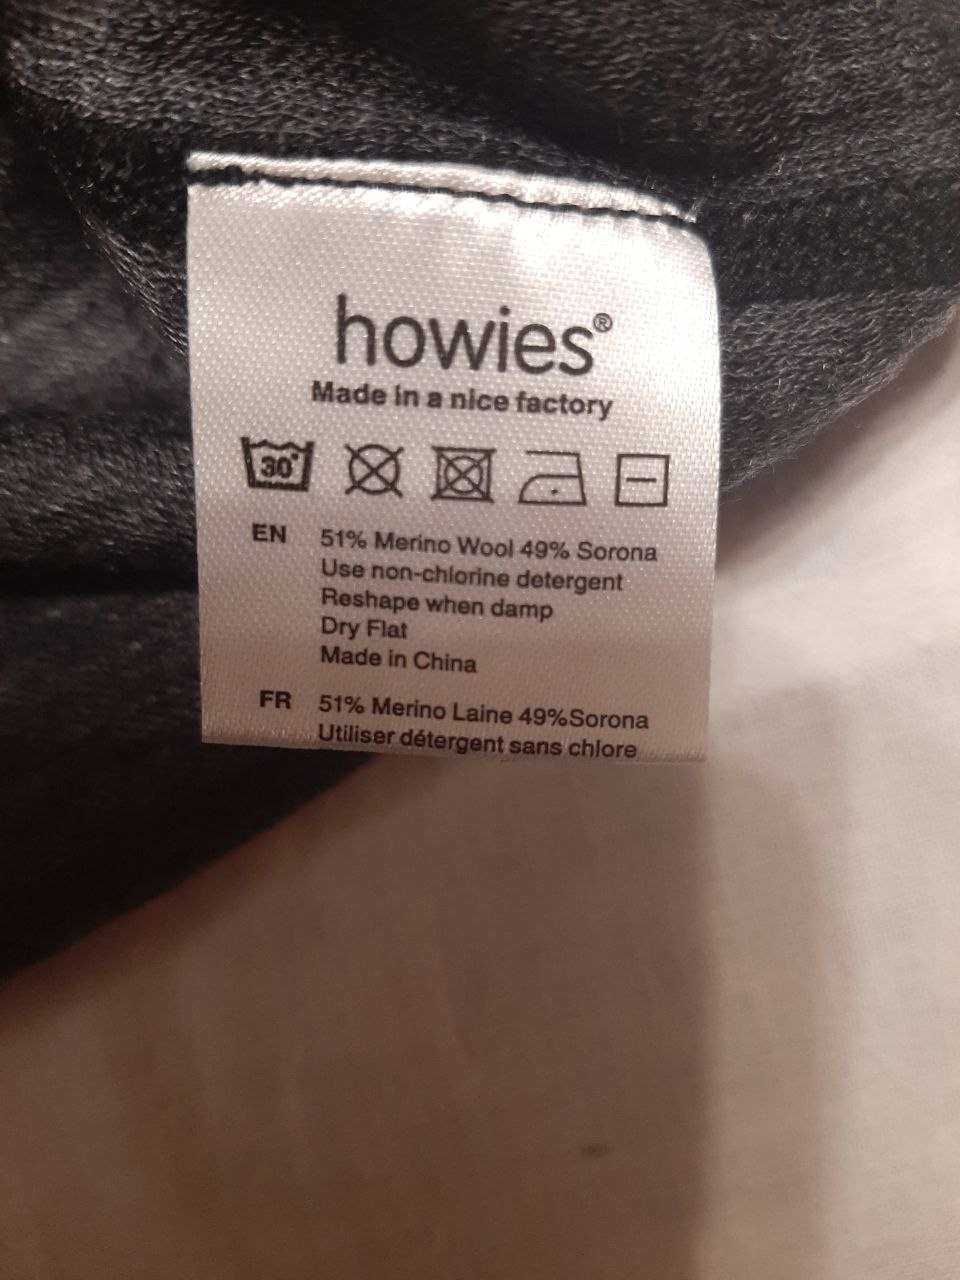 howies®
Made in a nice factory
30°
EN 51% Merino Wool 49% Sorona
Use non-chlorine detergent
Reshape when damp
Dry Flat
Made in China
FR 51% Merino Laine 49%Sorona
Utiliser détergent sans chlore